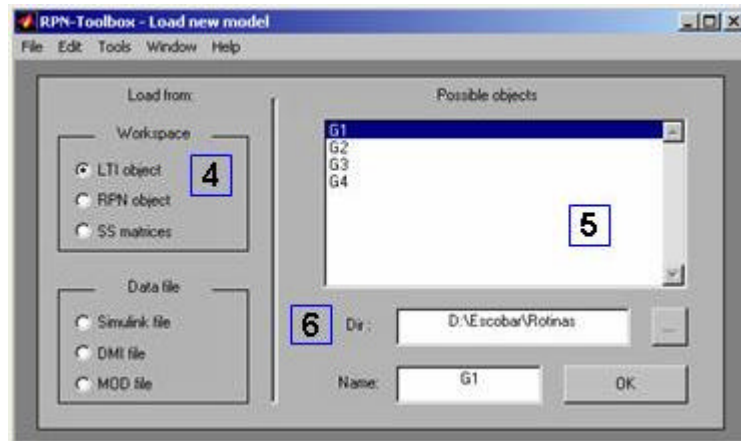 RPN-Toolbox - Load new model
File Edit Tools Window Help
Load from:
Workspace
LTI object
4
RPN object
SS matrices
Data file
Simulink file
DMI file
MOD file
Possible objects
G1
G2
G3
G4
5
6
Dir :
D:\Escobar\Rotinas
...
Name:
G1
OK